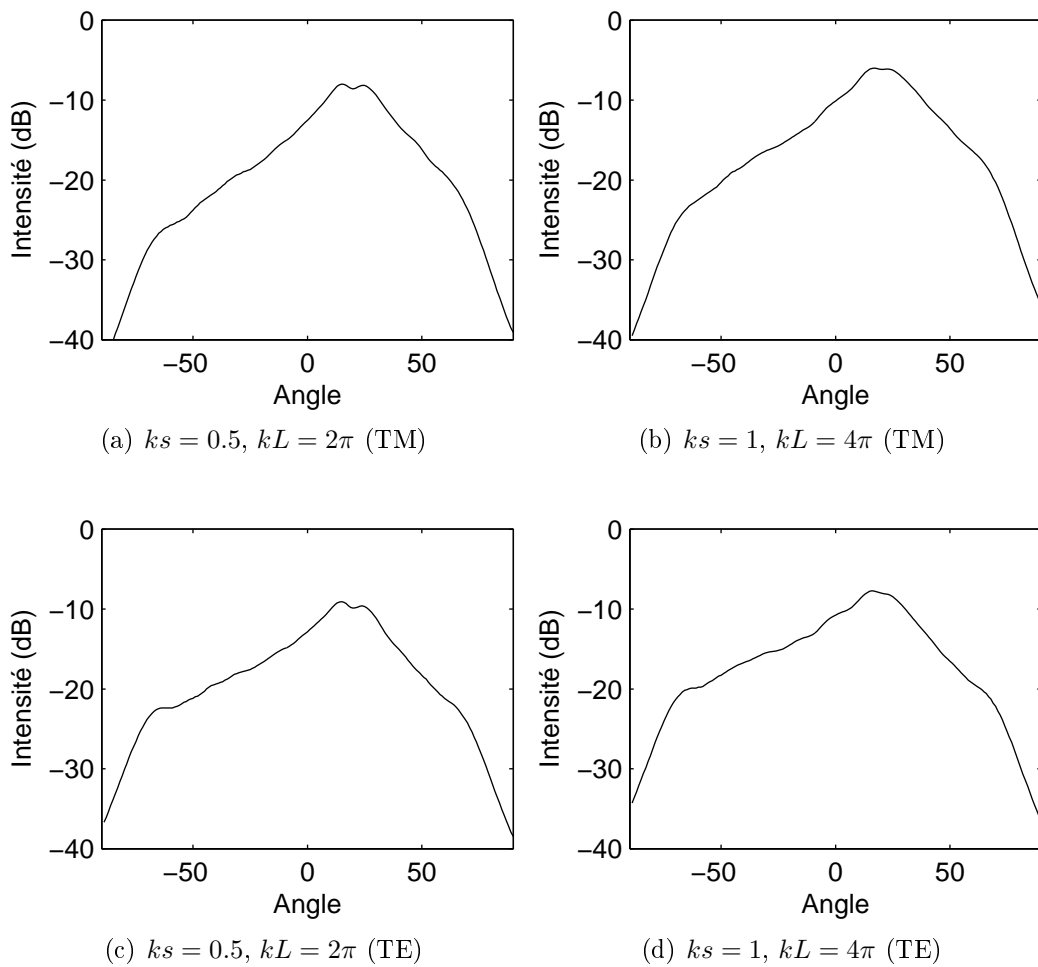 0
−10
−20
−30
−40
Intensité (dB)
−50 0 50
Angle
(a) ks = 0.5, kL = 2π (TM)
0
−10
−20
−30
−40
Intensité (dB)
−50 0 50
Angle
(b) ks = 1, kL = 4π (TM)
0
−10
−20
−30
−40
Intensité (dB)
−50 0 50
Angle
(c) ks = 0.5, kL = 2π (TE)
0
−10
−20
−30
−40
Intensité (dB)
−50 0 50
Angle
(d) ks = 1, kL = 4π (TE)